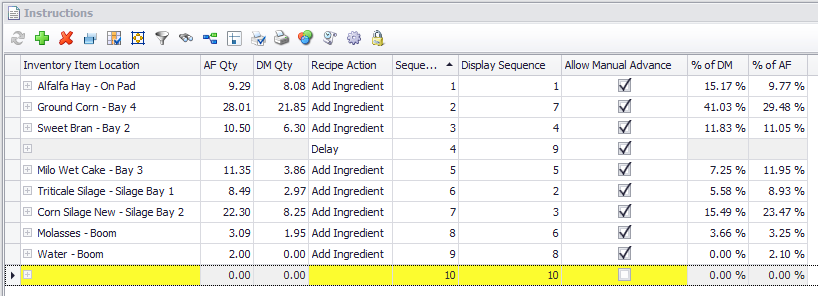 Instructions
Inventory Item Location AF Qty DM Qty Recipe Action Seque... Display Sequence Allow Manual Advance % of DM % of AF
Alfalfa Hay - On Pad 9.29 8.08 Add Ingredient 1 1 15.17 % 9.77 %
Ground Corn - Bay 4 28.01 21.85 Add Ingredient 2 7 41.03 % 29.48 %
Sweet Bran - Bay 2 10.50 6.30 Add Ingredient 3 4 11.83 % 11.05 %
Delay 4 9
Milo Wet Cake - Bay 3 11.35 3.86 Add Ingredient 5 5 7.25 % 11.95 %
Triticale Silage - Silage Bay 1 8.49 2.97 Add Ingredient 6 2 5.58 % 8.93 %
Corn Silage New - Silage Bay 2 22.30 8.25 Add Ingredient 7 3 15.49 % 23.47 %
Molasses - Boom 3.09 1.95 Add Ingredient 8 6 3.66 % 3.25 %
Water - Boom 2.00 0.00 Add Ingredient 9 8 0.00 % 2.10 %
0.00 0.00 10 10 0.00 % 0.00 %